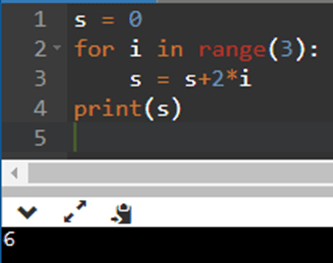 1 s = 0
2 for i in range(3):
3     s = s+2*i
4 print(s)
5
6